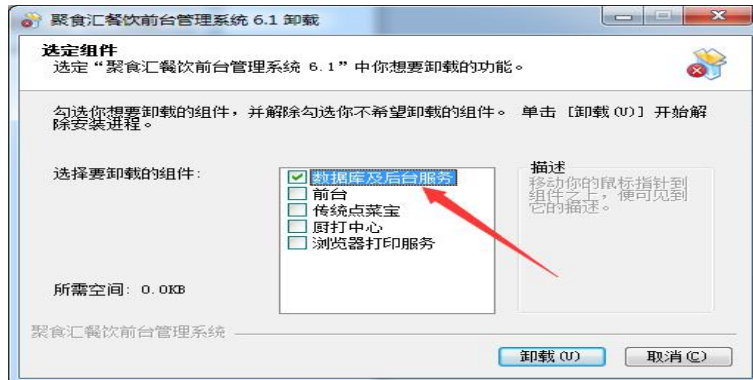 聚食汇餐饮前台管理系统 6.1 卸载
选定组件
选定“聚食汇餐饮前台管理系统 6.1”中你想要卸载的功能。
勾选你想要卸载的组件，并解除勾选你不希望卸载的组件。 单击 [卸载(U)] 开始解
除安装进程。
选择要卸载的组件:
数据库及后台服务
前台
传统点菜宝
厨打中心
浏览器打印服务
描述
移动你的鼠标指针到
组件之上，便可见到
它的描述。
所需空间: 0.0KB
聚食汇餐饮前台管理系统
卸载(U)
取消(C)